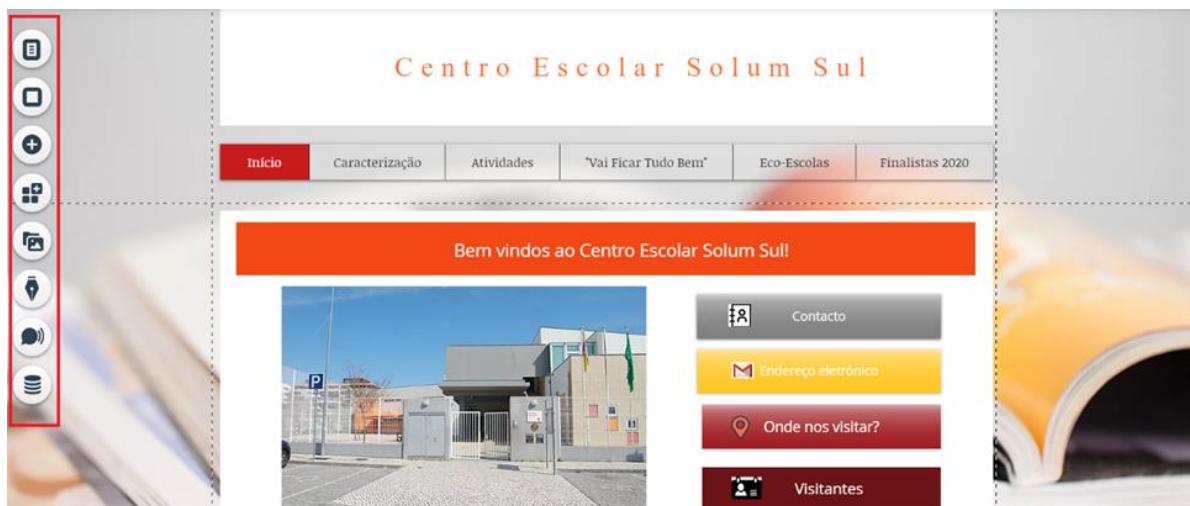 Centro Escolar Solum Sul
Início Caracterização Atividades "Vai Ficar Tudo Bem" Eco-Escolas Finalistas 2020
Bem vindos ao Centro Escolar Solum Sul!
P
Contacto
Endereço eletrónico
Onde nos visitar?
Visitantes